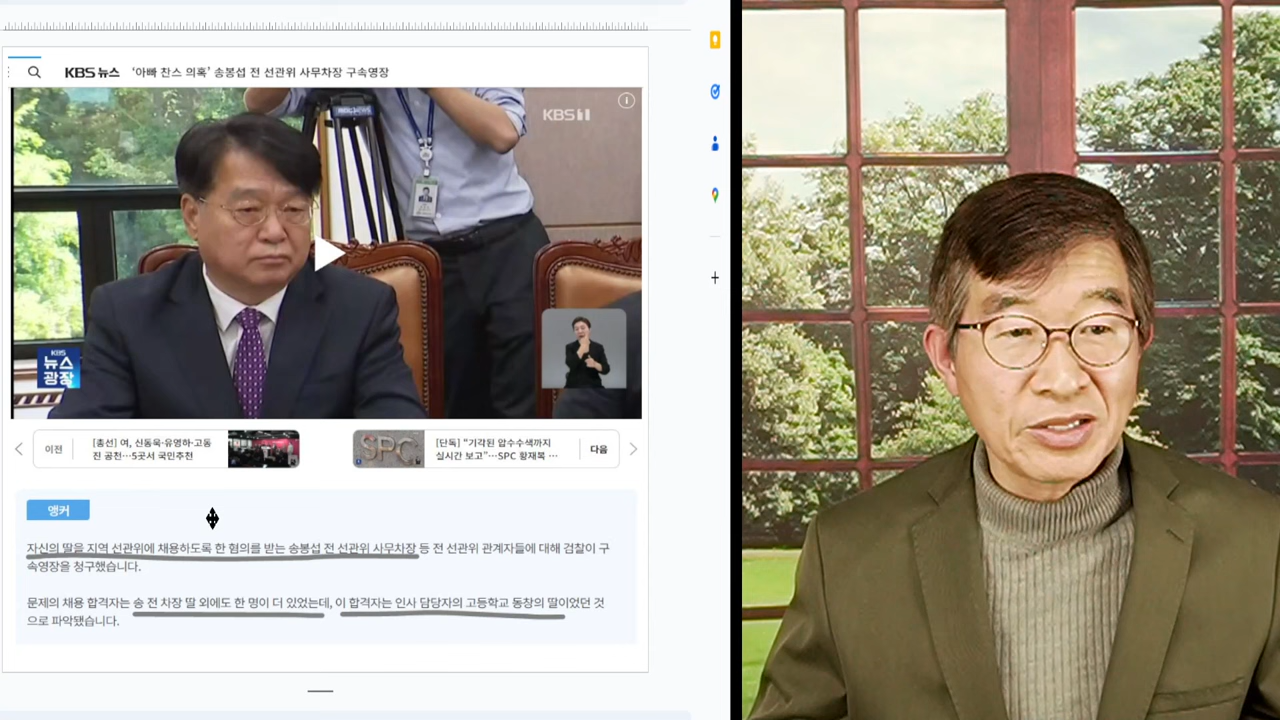 KBS 뉴스 '아빠 찬스 의혹' 송봉섭 전 선관위 사무차장 구속영장
KBS 1
KBS
뉴스
광장
이전
[총선] 여, 신동욱·유영하·고동
진 공천…5곳서 국민추천
SPC
[단독] “기각된 압수수색까지
실시간 보고”…SPC 황재복 …
다음
앵커
자신의 딸을 지역 선관위에 채용하도록 한 혐의를 받는 송봉섭 전 선관위 사무차장 등 전 선관위 관계자들에 대해 검찰이 구
속영장을 청구했습니다.
문제의 채용 합격자는 송 전 차장 딸 외에도 한 명이 더 있었는데, 이 합격자는 인사 담당자의 고등학교 동창의 딸이었던 것
으로 파악됐습니다.